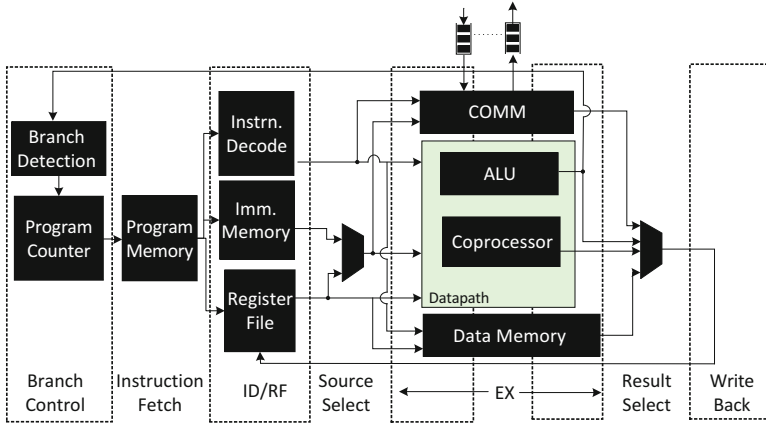 COMM
Instrn.
Decode
Branch
Detection
ALU
Imm.
Memory
Program
Counter
Program
Memory
Coprocessor
Register
File
Datapath
Data Memory
Branch
Control
Instruction
Fetch
ID/RF
Source
Select
EX
Result
Select
Write
Back